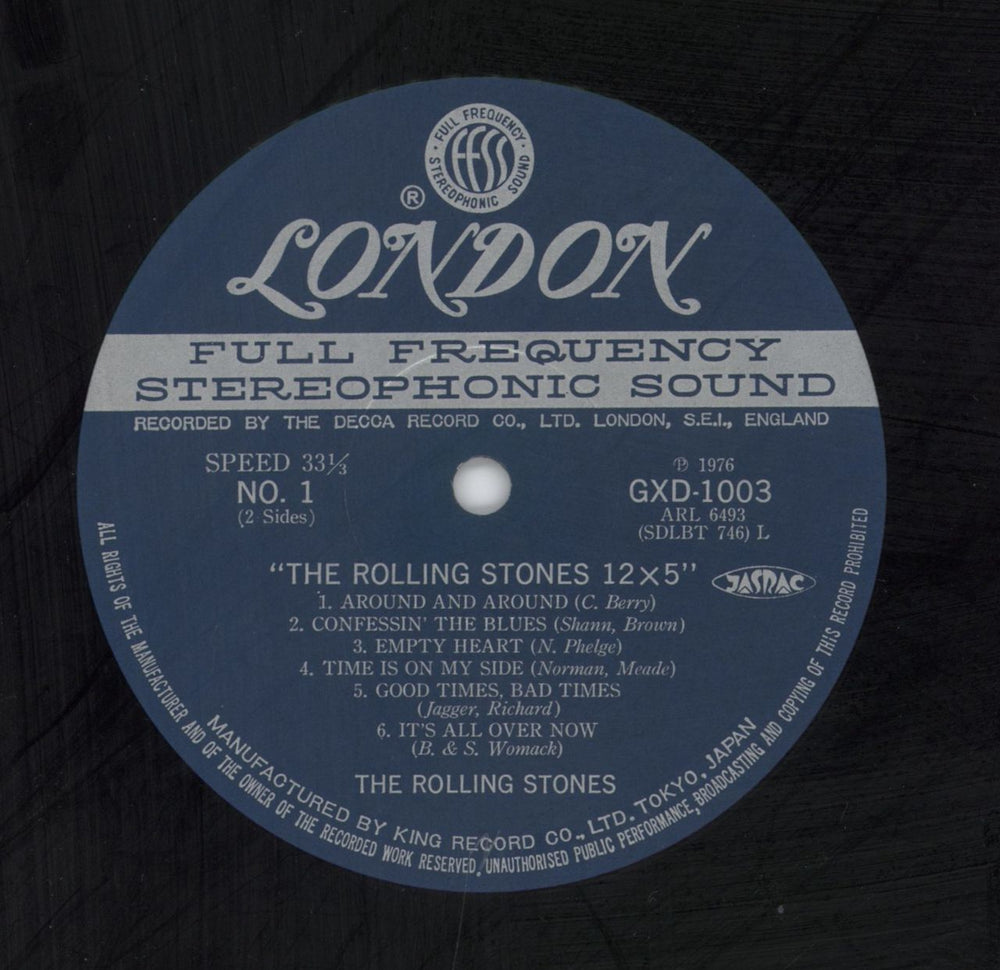 FULL FREQUENCY
ffss
STEREOPHONIC SOUND
®
LONDON
FULL FREQUENCY
STEREOPHONIC SOUND
RECORDED BY THE DECCA RECORD CO., LTD. LONDON, S.E.I., ENGLAND
SPEED 33⅓
NO. 1
(2 Sides)
℗ 1976
GXD-1003
ARL 6493
(SDLBT 746) L
"THE ROLLING STONES 12×5"
JASRAC
1. AROUND AND AROUND (C. Berry)
2. CONFESSIN' THE BLUES (Shann, Brown)
3. EMPTY HEART (N. Phelge)
4. TIME IS ON MY SIDE (Norman, Meade)
5. GOOD TIMES, BAD TIMES
(Jagger, Richard)
6. IT'S ALL OVER NOW
(B. & S. Womack)
THE ROLLING STONES
MANUFACTURED BY KING RECORD CO., LTD. TOKYO, JAPAN
ALL RIGHTS OF THE MANUFACTURER AND OF THE OWNER OF THE RECORDED WORK RESERVED. UNAUTHORISED PUBLIC PERFORMANCE, BROADCASTING AND COPYING OF THIS RECORD PROHIBITED